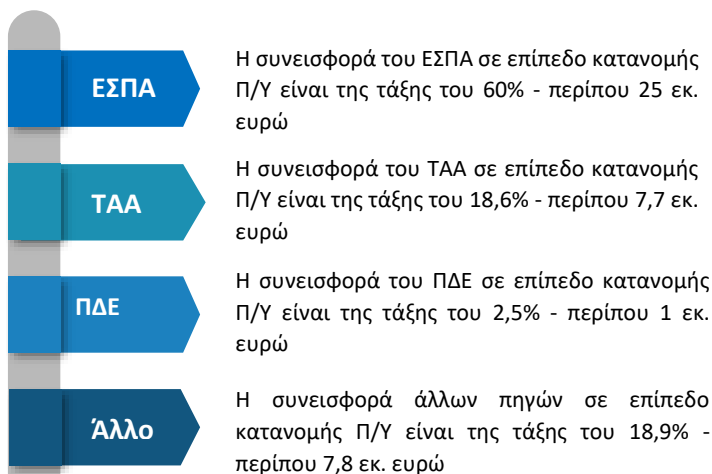 ΕΣΠΑ
Η συνεισφορά του ΕΣΠΑ σε επίπεδο κατανομής
Π/Υ είναι της τάξης του 60% - περίπου 25 εκ.
ευρώ
ΤΑΑ
Η συνεισφορά του ΤΑΑ σε επίπεδο κατανομής
Π/Υ είναι της τάξης του 18,6% - περίπου 7,7 εκ.
ευρώ
ΠΔΕ
Η συνεισφορά του ΠΔΕ σε επίπεδο κατανομής
Π/Υ είναι της τάξης του 2,5% - περίπου 1 εκ.
ευρώ
Άλλο
Η συνεισφορά άλλων πηγών σε επίπεδο
κατανομής Π/Υ είναι της τάξης του 18,9% -
περίπου 7,8 εκ. ευρώ